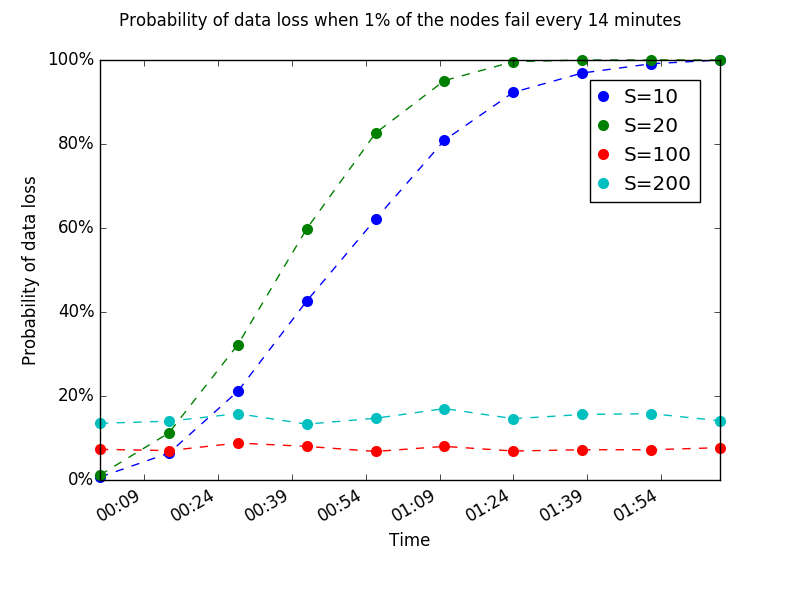 Probability of data loss when 1% of the nodes fail every 14 minutes
100%
80%
60%
40%
20%
0%
Probability of data loss
S=10
S=20
S=100
S=200
00:09
00:24
00:39
00:54
01:09
01:24
01:39
01:54
Time